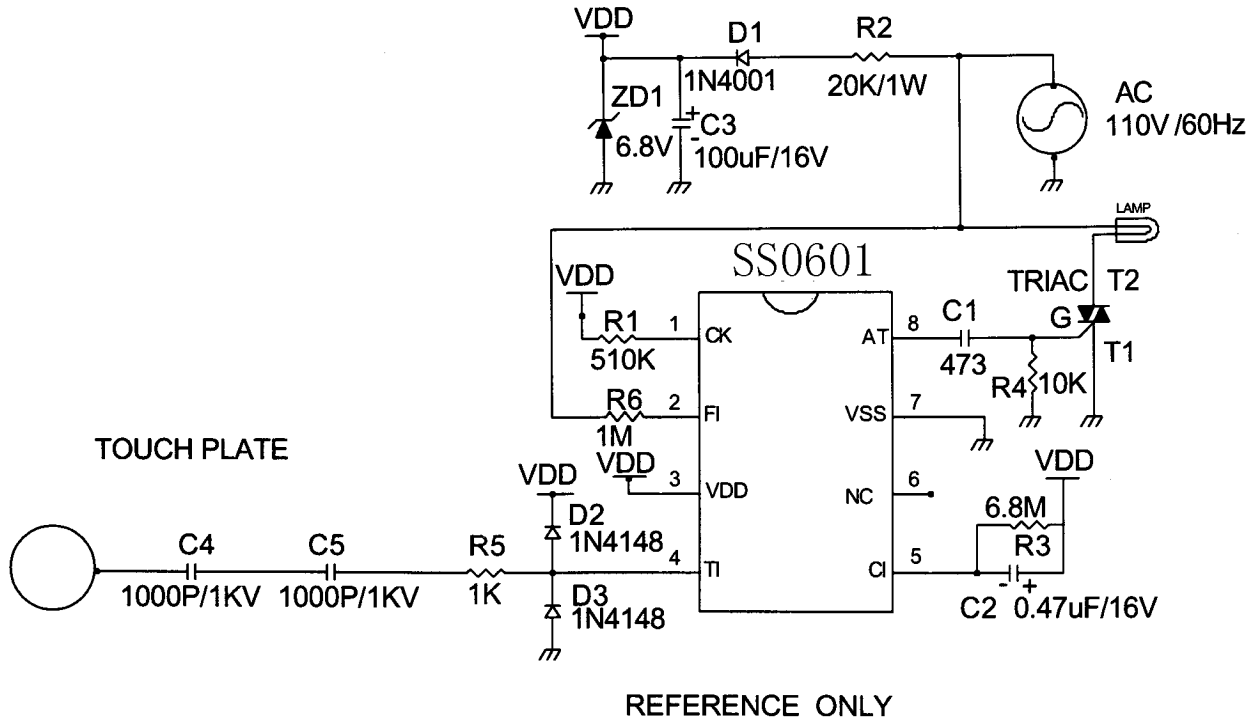 VDD
D1
R2
1N4001
20K/1W
ZD1
6.8V
+
C3
-
100uF/16V
AC
110V/60Hz
LAMP
SS0601
VDD
R1
510K
1
CK
AT
8
C1
473
TRIAC
T2
G
T1
R4
10K
R6
1M
2
FI
VSS
7
VDD
3
VDD
NC
6
VDD
6.8M
R3
TOUCH PLATE
VDD
D2
1N4148
4
TI
CI
5
-
+
C2
0.47uF/16V
C4
1000P/1KV
C5
1000P/1KV
R5
1K
D3
1N4148
REFERENCE ONLY